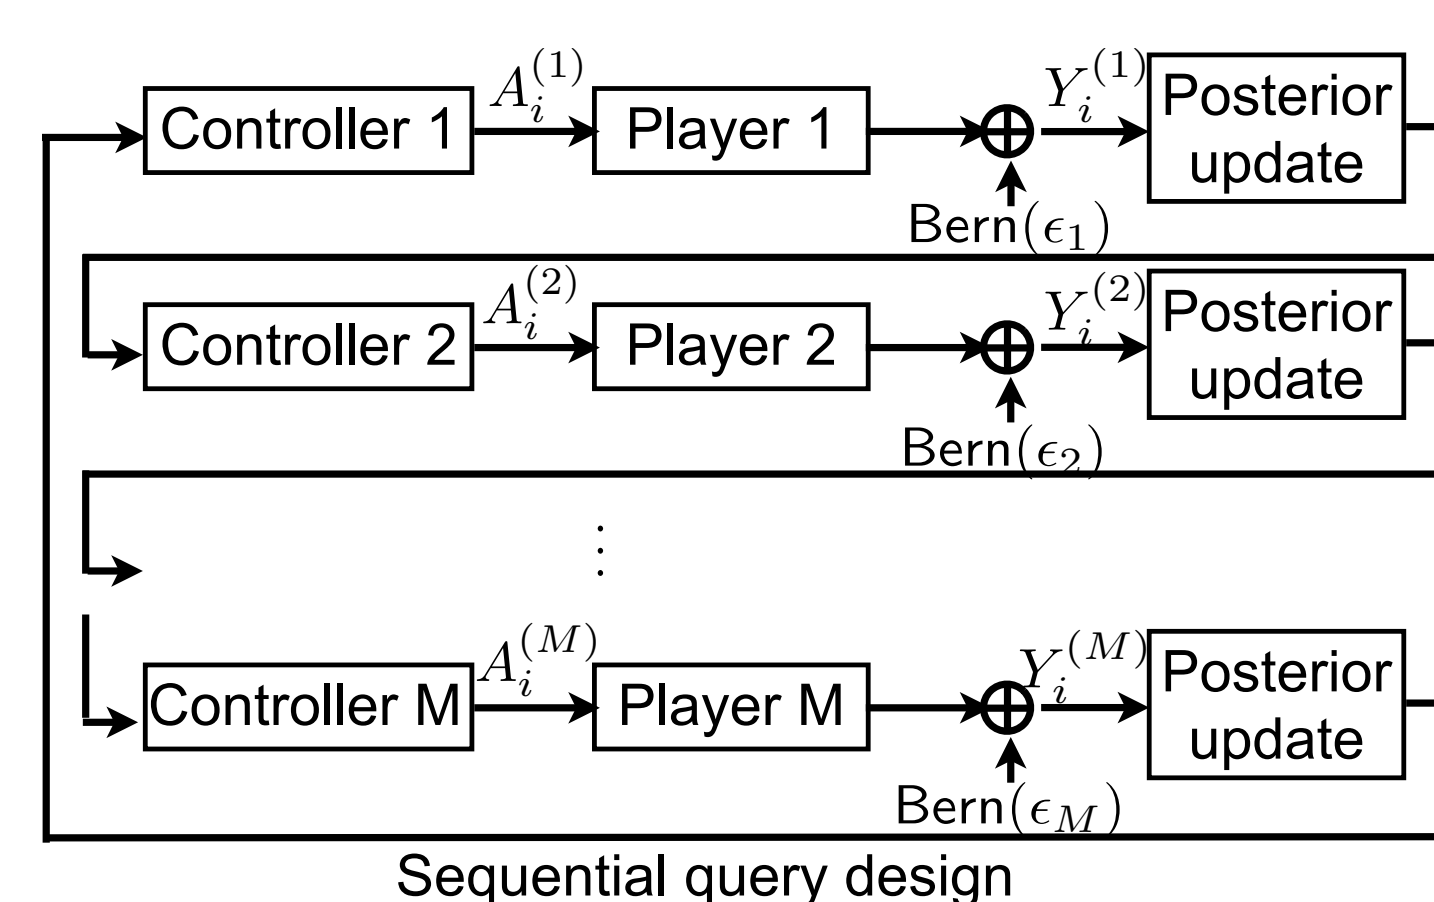 Controller 1 A_i^{(1)} Player 1 ⊕ Y_i^{(1)} Posterior
update
Bern(ϵ_1)
Controller 2 A_i^{(2)} Player 2 ⊕ Y_i^{(2)} Posterior
update
Bern(ϵ_2)
⋮
Controller M A_i^{(M)} Player M ⊕ Y_i^{(M)} Posterior
update
Bern(ϵ_M)
Sequential query design